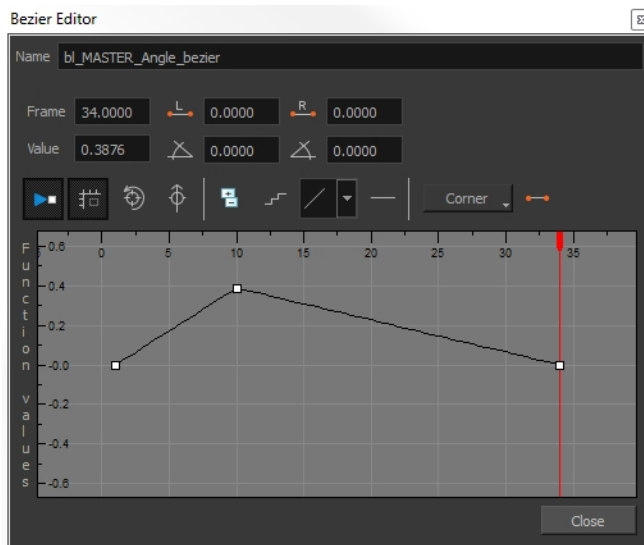 Bezier Editor
Name bl_MASTER_Angle_bezier
Frame 34.0000 L 0.0000 R 0.0000
Value 0.3876 0.0000 0.0000
Corner
Function values
0.6
0.4
0.2
-0.0
-0.2
-0.4
-0.6
0 5 10 15 20 25 30 35
Close